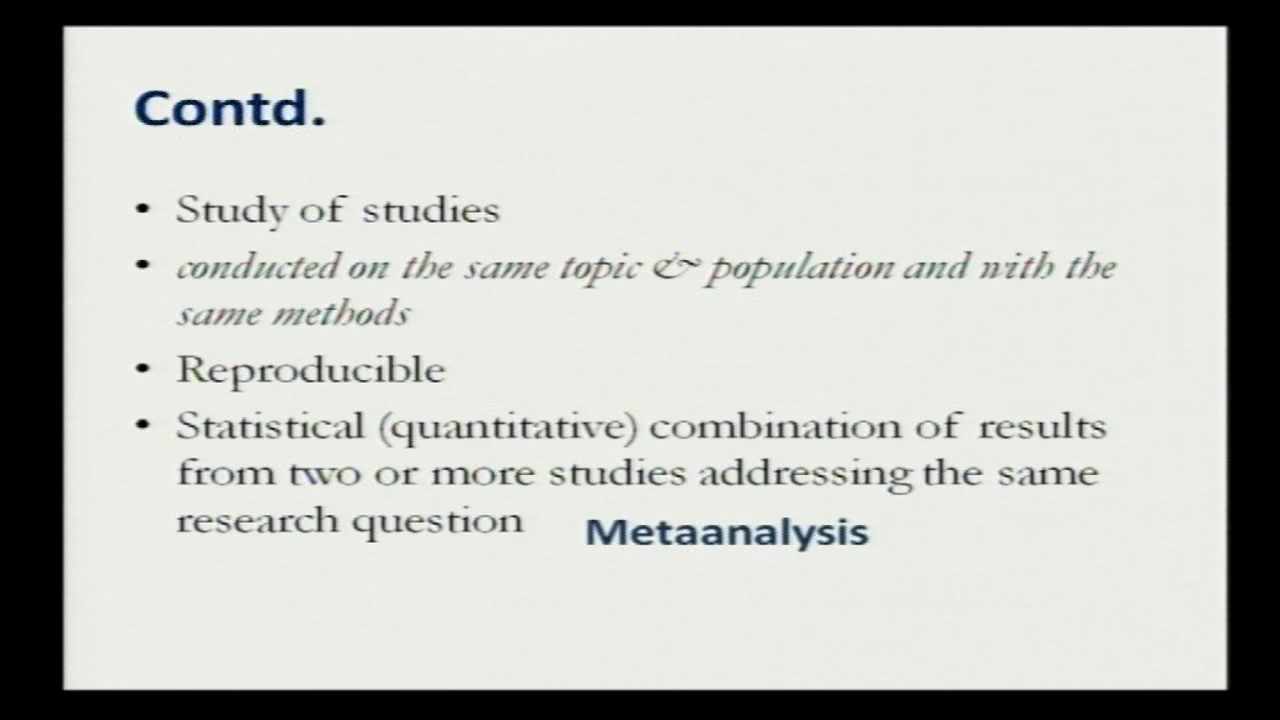 Contd.
• Study of studies
• conducted on the same topic & population and with the
same methods
• Reproducible
• Statistical (quantitative) combination of results
from two or more studies addressing the same
research question
Metaanalysis